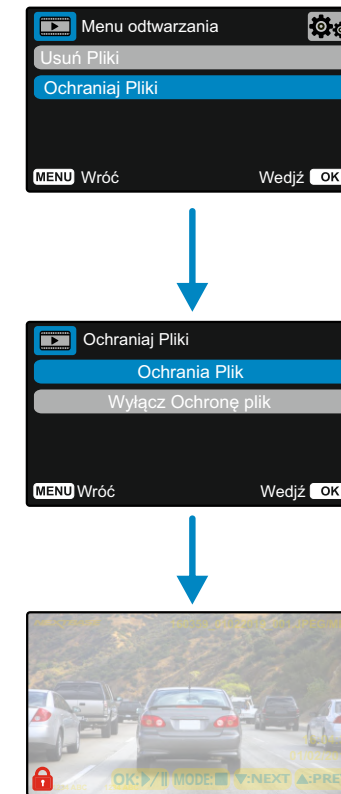 Menu odtwarzania
Usuń Pliki
Ochraniaj Pliki
MENU Wróć Wedjź OK
Ochraniaj Pliki
Ochrania Plik
Wyłącz Ochronę plik
MENU Wróć Wedjź OK
OK: / MODE: :NEXT :PRE